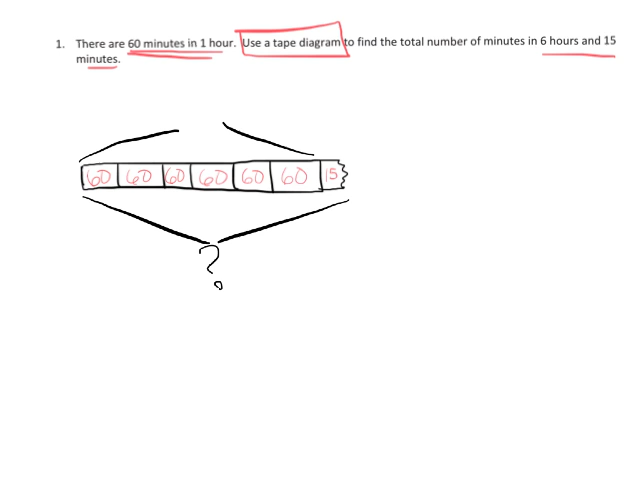 1. There are 60 minutes in 1 hour. Use a tape diagram to find the total number of minutes in 6 hours and 15
minutes.
60 60 60 60 60 60 15
?